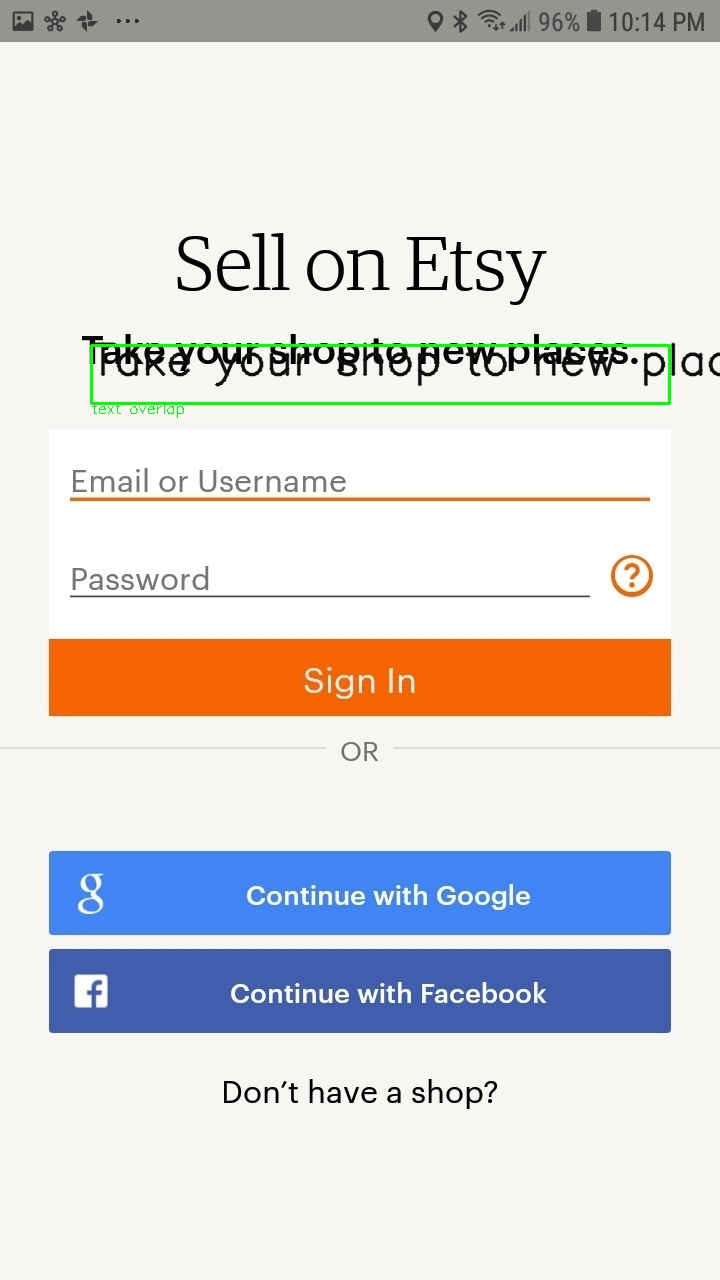 96% 10:14 PM
Sell on Etsy
Take your shop to new places.
Take your shop to new plac
text overlap
Email or Username
Password
?
Sign In
OR
g Continue with Google
f Continue with Facebook
Don’t have a shop?